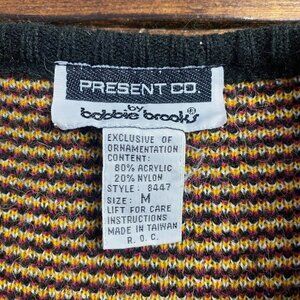 PRESENT CO.
by
bobbie brooks
EXCLUSIVE OF
ORNAMENTATION
CONTENT:
80% ACRYLIC
20% NYLON
STYLE: 8447
SIZE: M
LIFT FOR CARE
INSTRUCTIONS
MADE IN TAIWAN
R.O.C.